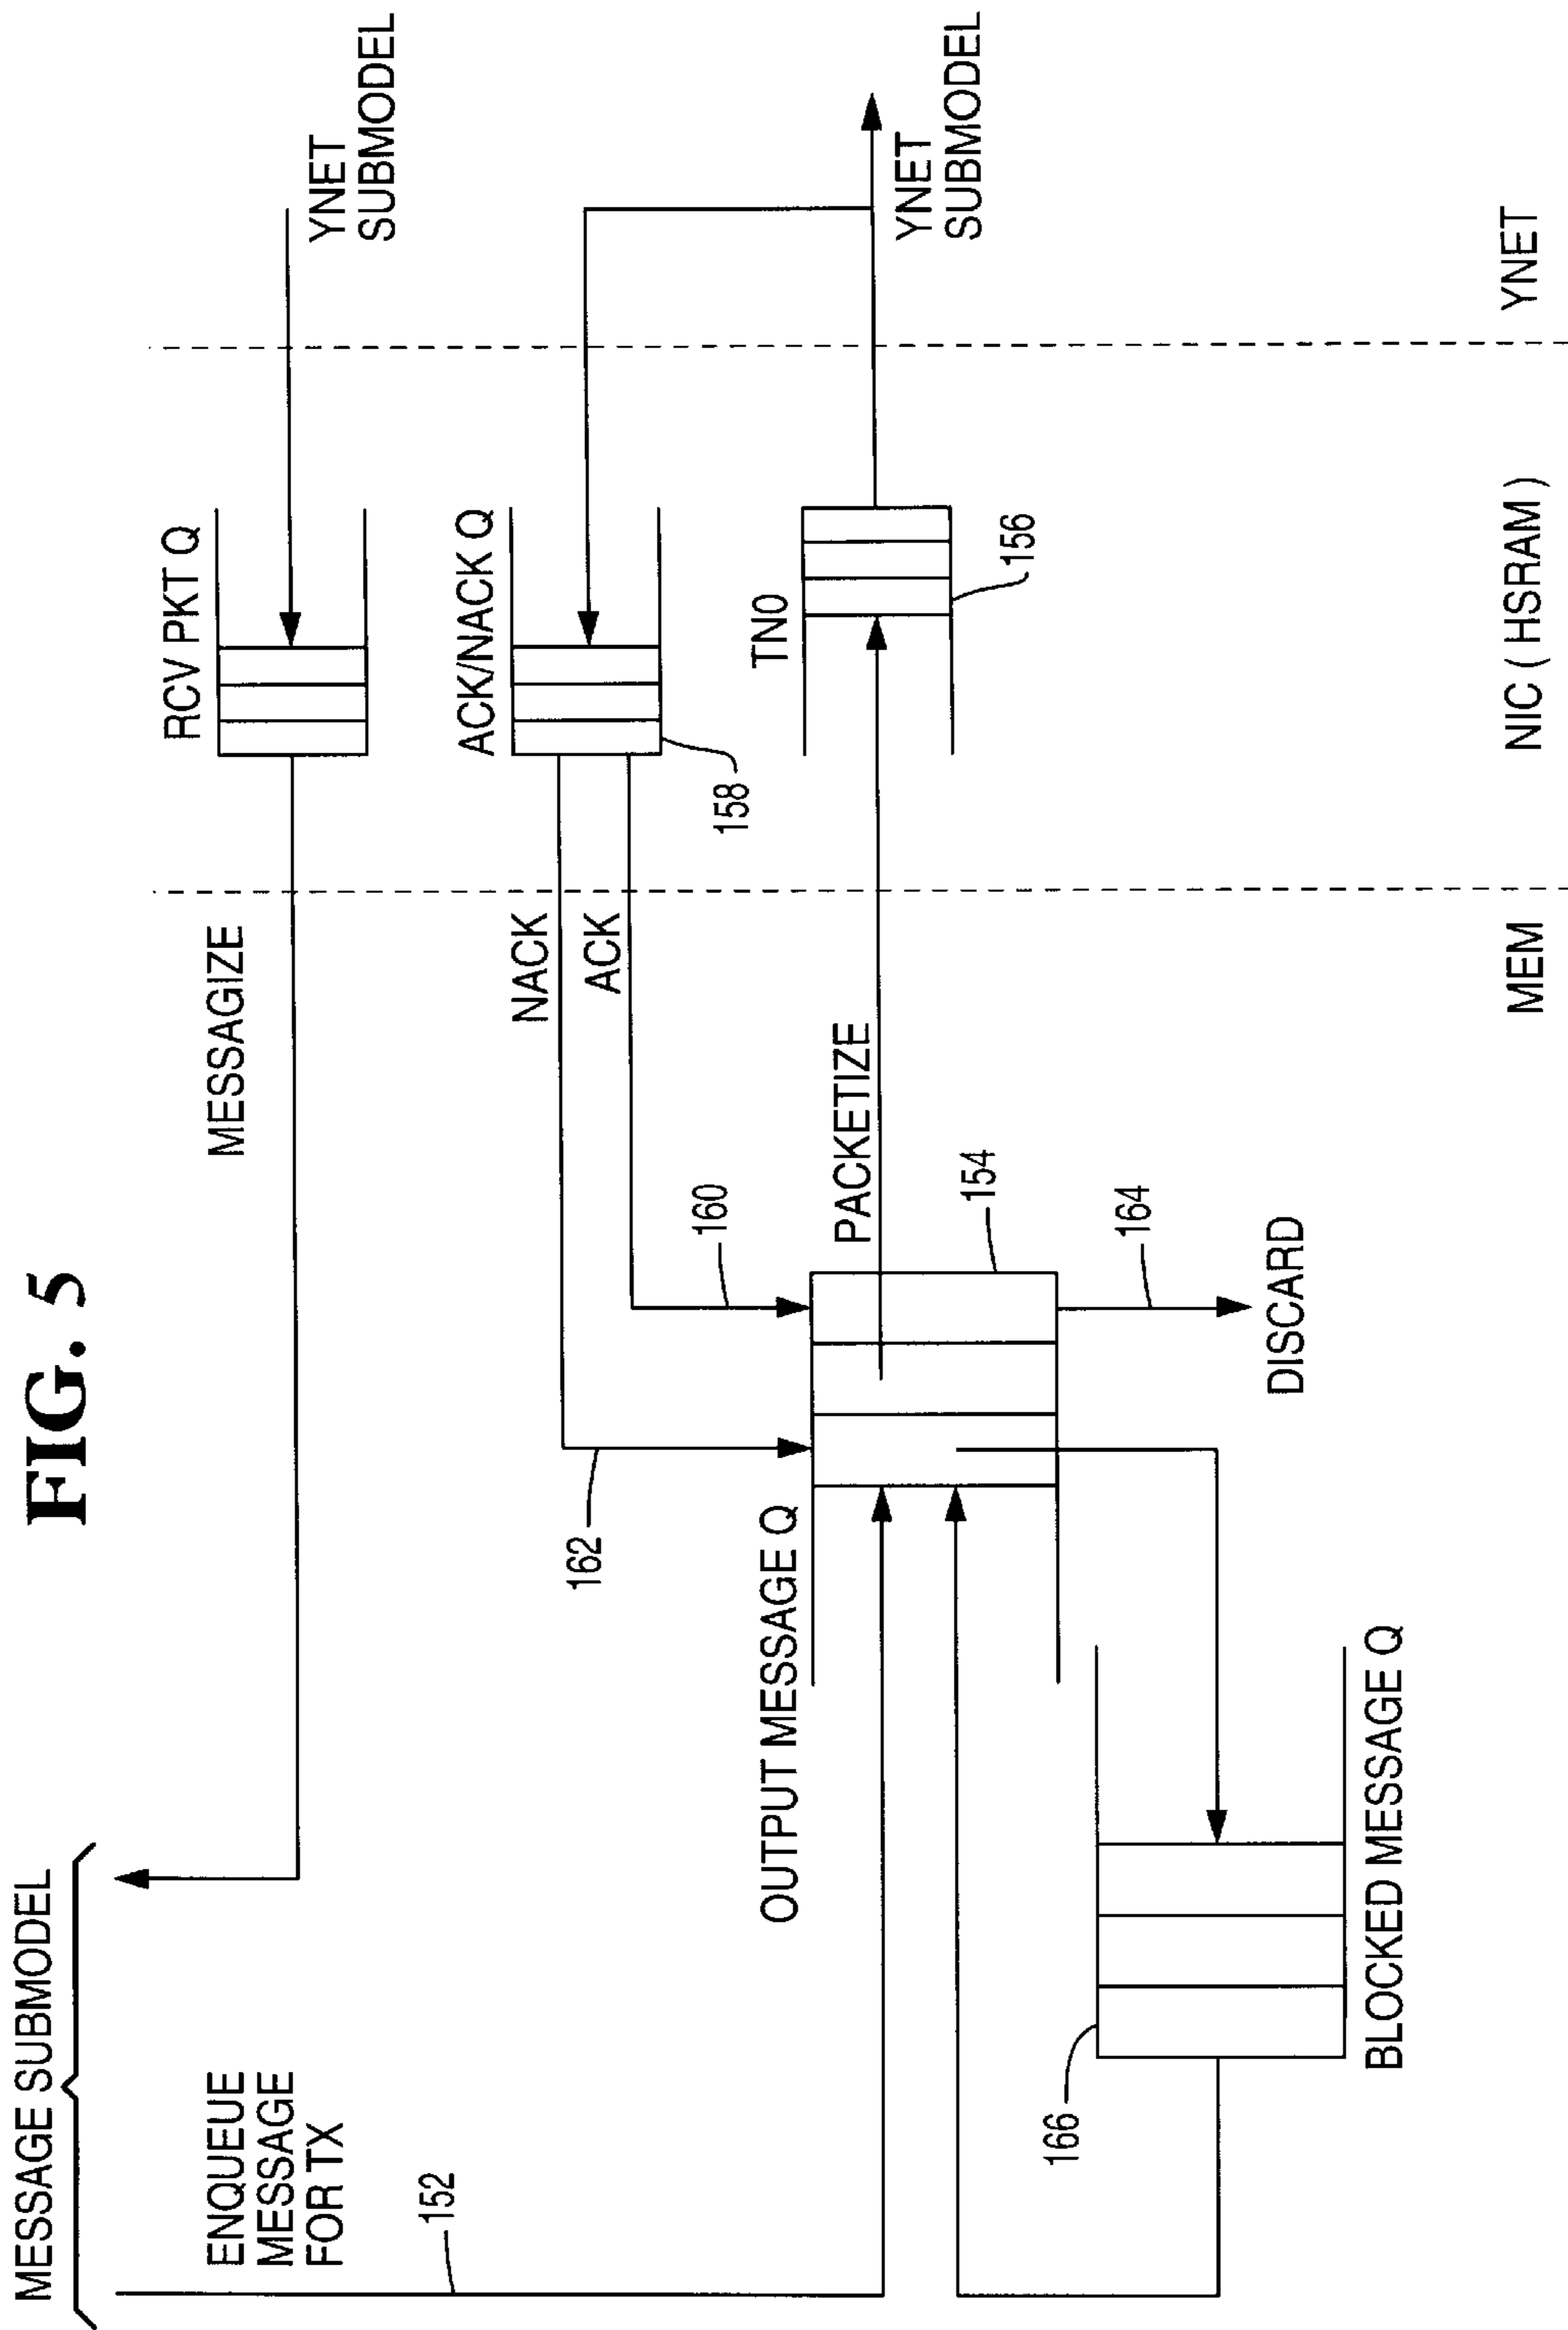 FIG. 5
MESSAGE SUBMODEL
ENQUEUE
MESSAGE
FOR TX
152
MESSAGIZE
RCV PKT Q
YNET
SUBMODEL
NACK
ACK
ACK/NACK Q
158
162
160
OUTPUT MESSAGE Q
PACKETIZE
154
TN0
156
YNET
SUBMODEL
164
DISCARD
166
BLOCKED MESSAGE Q
MEM
NIC ( HSRAM )
YNET